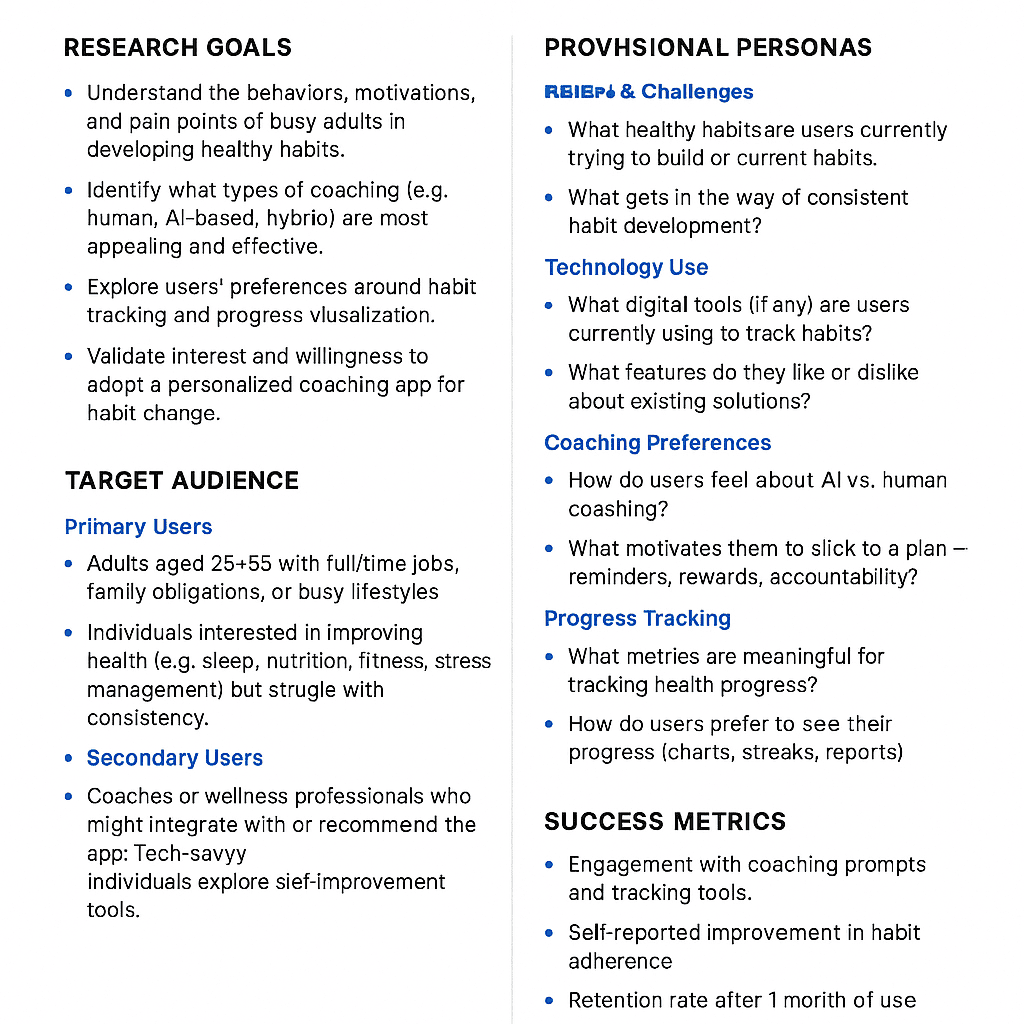 RESEARCH GOALS
• Understand the behaviors, motivations,
and pain points of busy adults in
developing healthy habits.
• Identify what types of coaching (e.g.
human, AI-based, hybrio) are most
appealing and effective.
• Explore users' preferences around habit
tracking and progress vlusalization.
• Validate interest and willingness to
adopt a personalized coaching app for
habit change.
TARGET AUDIENCE
Primary Users
• Adults aged 25+55 with full/time jobs,
family obligations, or busy lifestyles
• Individuals interested in improving
health (e.g. sleep, nutrition, fitness, stress
management) but strugle with
consistency.
• Secondary Users
• Coaches or wellness professionals who
might integrate with or recommend the
app: Tech-savyy
individuals explore sief-improvement
tools.
PROVHSIONAL PERSONAS
& Challenges
• What healthy habits are users currently
trying to build or current habits.
• What gets in the way of consistent
habit development?
Technology Use
• What digital tools (if any) are users
currently using to track habits?
• What features do they like or dislike
about existing solutions?
Coaching Preferences
• How do users feel about AI vs. human
coashing?
• What motivates them to slick to a plan –
reminders, rewards, accountability?
Progress Tracking
• What metries are meaningful for
tracking health progress?
• How do users prefer to see their
progress (charts, streaks, reports)
SUCCESS METRICS
• Engagement with coaching prompts
and tracking tools.
• Self-reported improvement in habit
adherence
• Retention rate after 1 morith of use